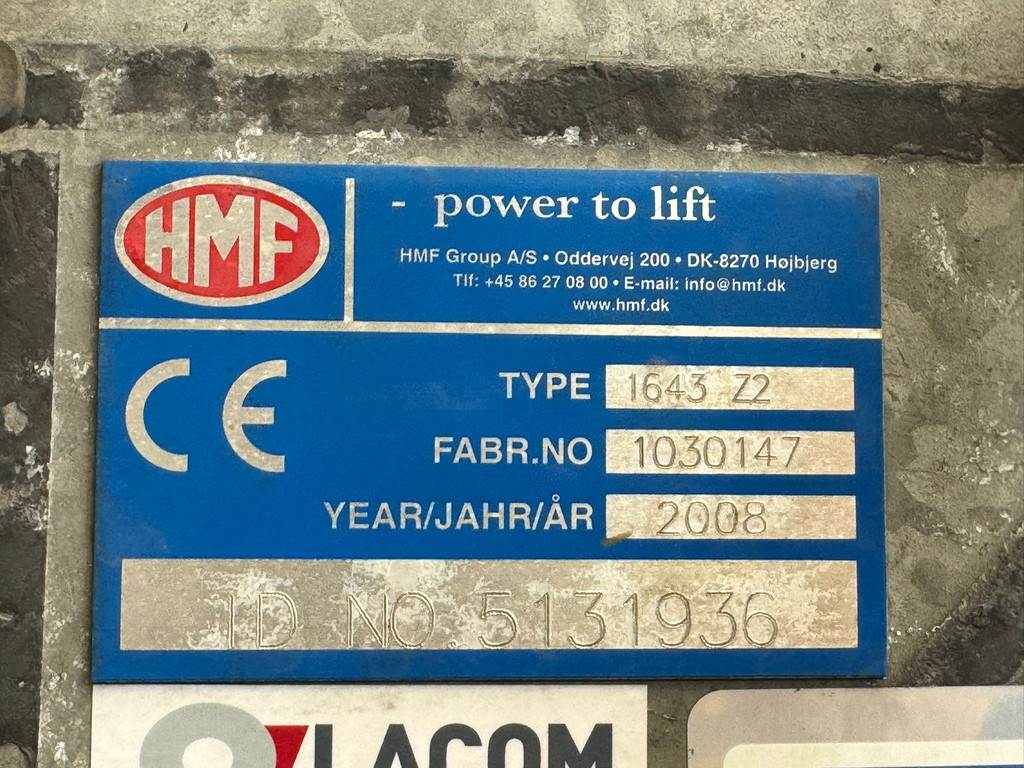 HMF
- power to lift
HMF Group A/S • Oddervej 200 • DK-8270 Højbjerg
Tlf: +45 86 27 08 00 • E-mail: info@hmf.dk
www.hmf.dk
CE
TYPE 1643 Z2
FABR.NO 1030147
YEAR/JAHR/ÅR 2008
ID NO.5131936
LACOM